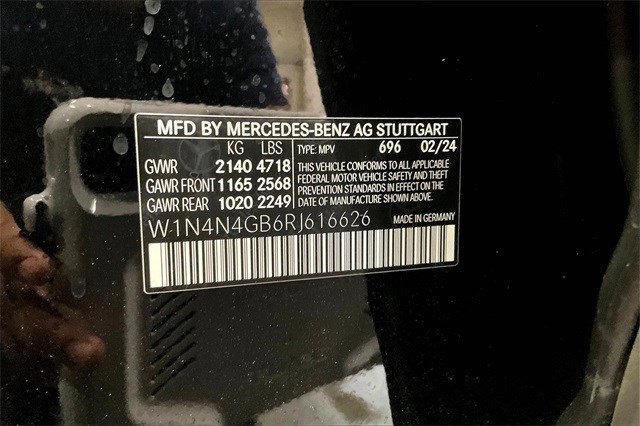 MFD BY MERCEDES-BENZ AG STUTTGART
KG LBS TYPE: MPV 696 02/24
GVWR 2140 4718 THIS VEHICLE CONFORMS TO ALL APPLICABLE
GAWR FRONT 1165 2568 FEDERAL MOTOR VEHICLE SAFETY AND THEFT
PREVENTION STANDARDS IN EFFECT ON THE
GAWR REAR 1020 2249 DATE OF MANUFACTURE SHOWN ABOVE.
W1N4N4GB6RJ616626 MADE IN GERMANY